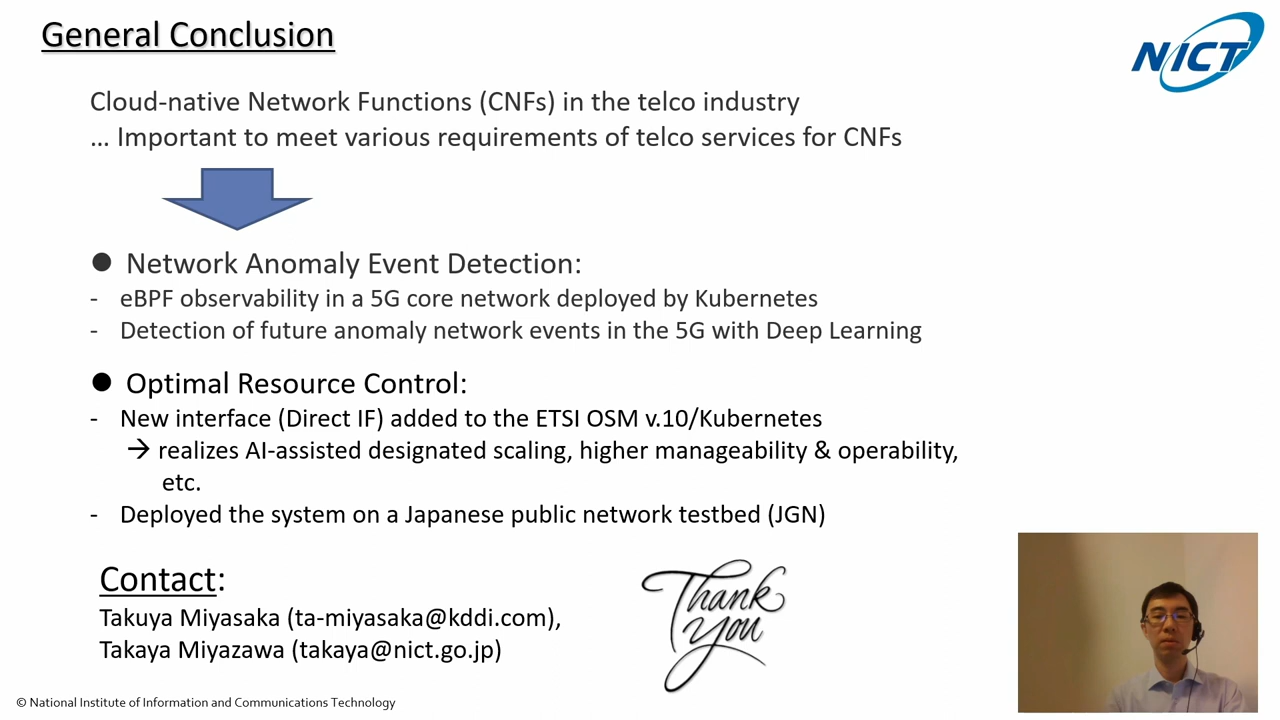 General Conclusion
NICT
Cloud-native Network Functions (CNFs) in the telco industry
... Important to meet various requirements of telco services for CNFs
● Network Anomaly Event Detection:
- eBPF observability in a 5G core network deployed by Kubernetes
- Detection of future anomaly network events in the 5G with Deep Learning
● Optimal Resource Control:
- New interface (Direct IF) added to the ETSI OSM v.10/Kubernetes
→ realizes AI-assisted designated scaling, higher manageability & operability,
etc.
- Deployed the system on a Japanese public network testbed (JGN)
Contact:
Takuya Miyasaka (ta-miyasaka@kddi.com),
Takaya Miyazawa (takaya@nict.go.jp)
Thank
you
© National Institute of Information and Communications Technology